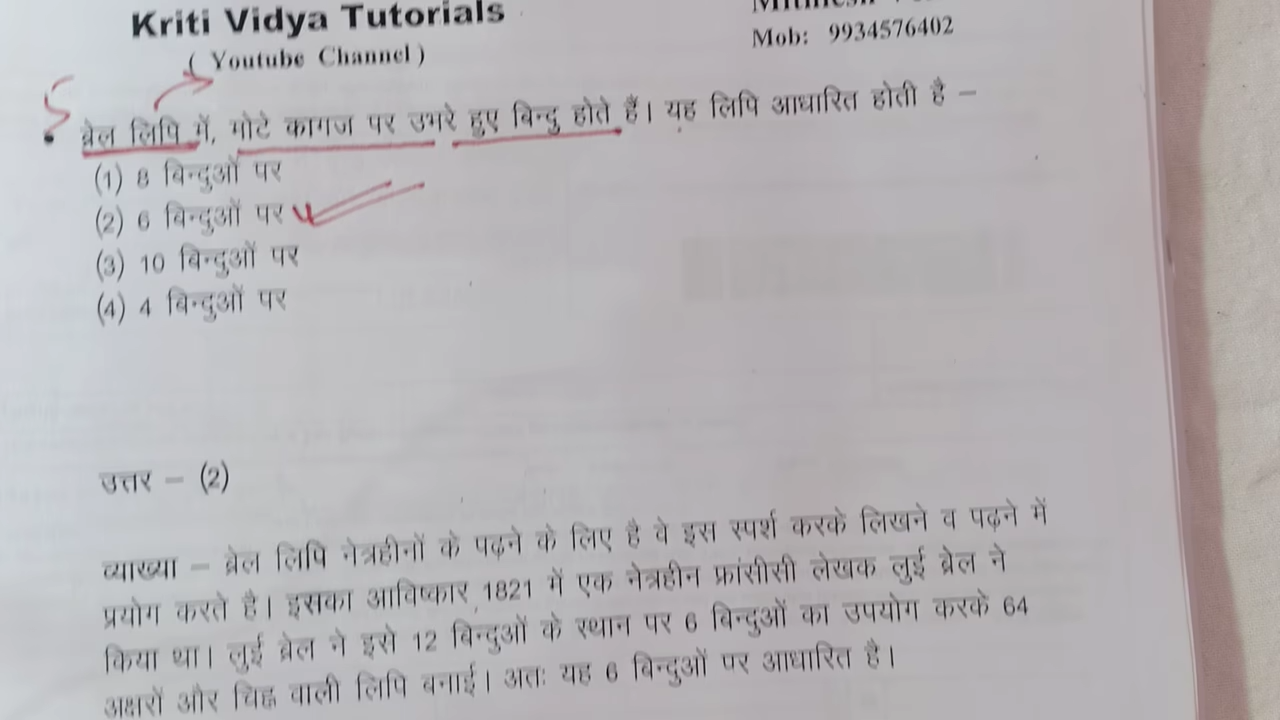 Kriti Vidya Tutorials
( Youtube Channel )
Mob: 9934576402
ब्रेल लिपि में, मोटे कागज पर उभरे हुए बिन्दु होते हैं। यह लिपि आधारित होती है –
(1) 8 बिन्दुओं पर
(2) 6 बिन्दुओं पर
(3) 10 बिन्दुओं पर
(4) 4 बिन्दुओं पर
उत्तर – (2)
व्याख्या – ब्रेल लिपि नेत्रहीनों के पढ़ने के लिए है वे इस स्पर्श करके लिखने व पढ़ने में
प्रयोग करते है। इसका आविष्कार 1821 में एक नेत्रहीन फ्रांसीसी लेखक लुई ब्रेल ने
किया था। लुई ब्रेल ने इसे 12 बिन्दुओं के स्थान पर 6 बिन्दुओं का उपयोग करके 64
अक्षरों और चिह्न वाली लिपि बनाई। अतः यह 6 बिन्दुओं पर आधारित है।